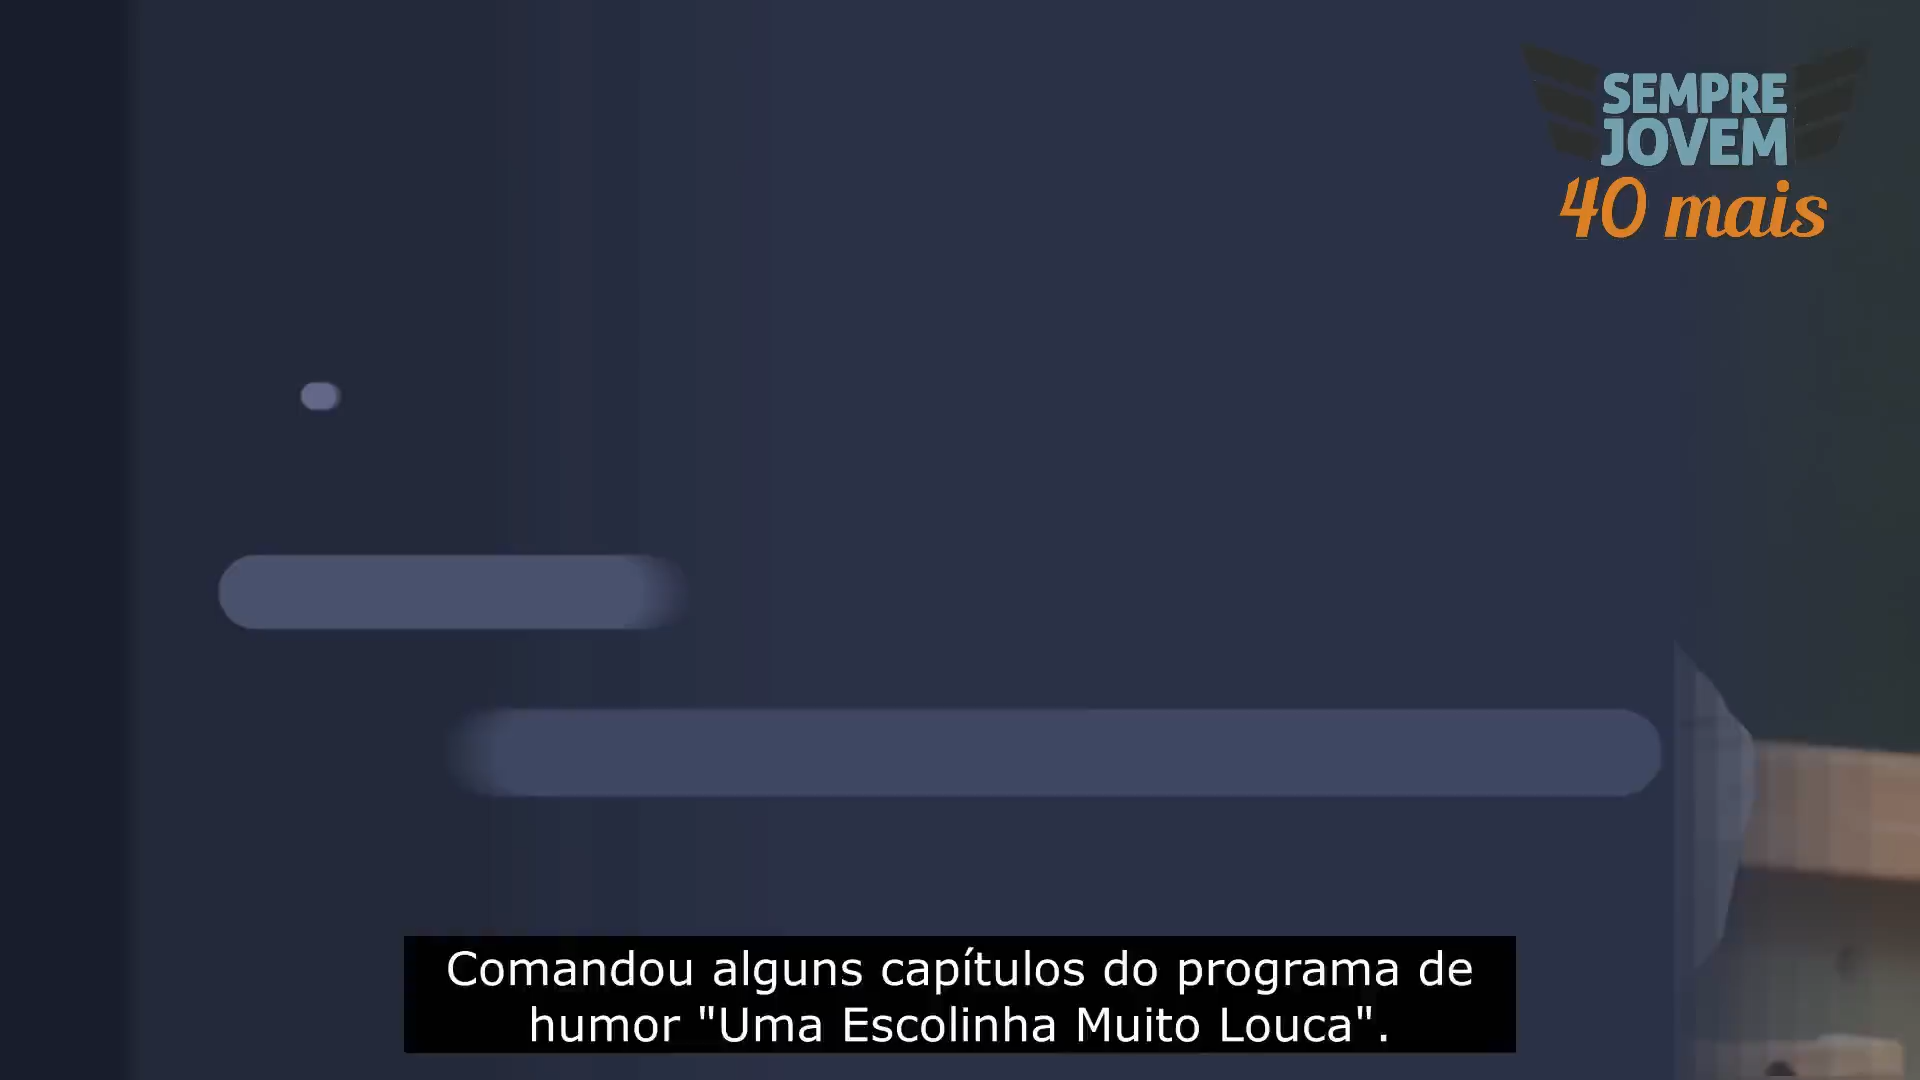 SEMPRE
JOVEM
40 mais
Comandou alguns capítulos do programa de
humor "Uma Escolinha Muito Louca".